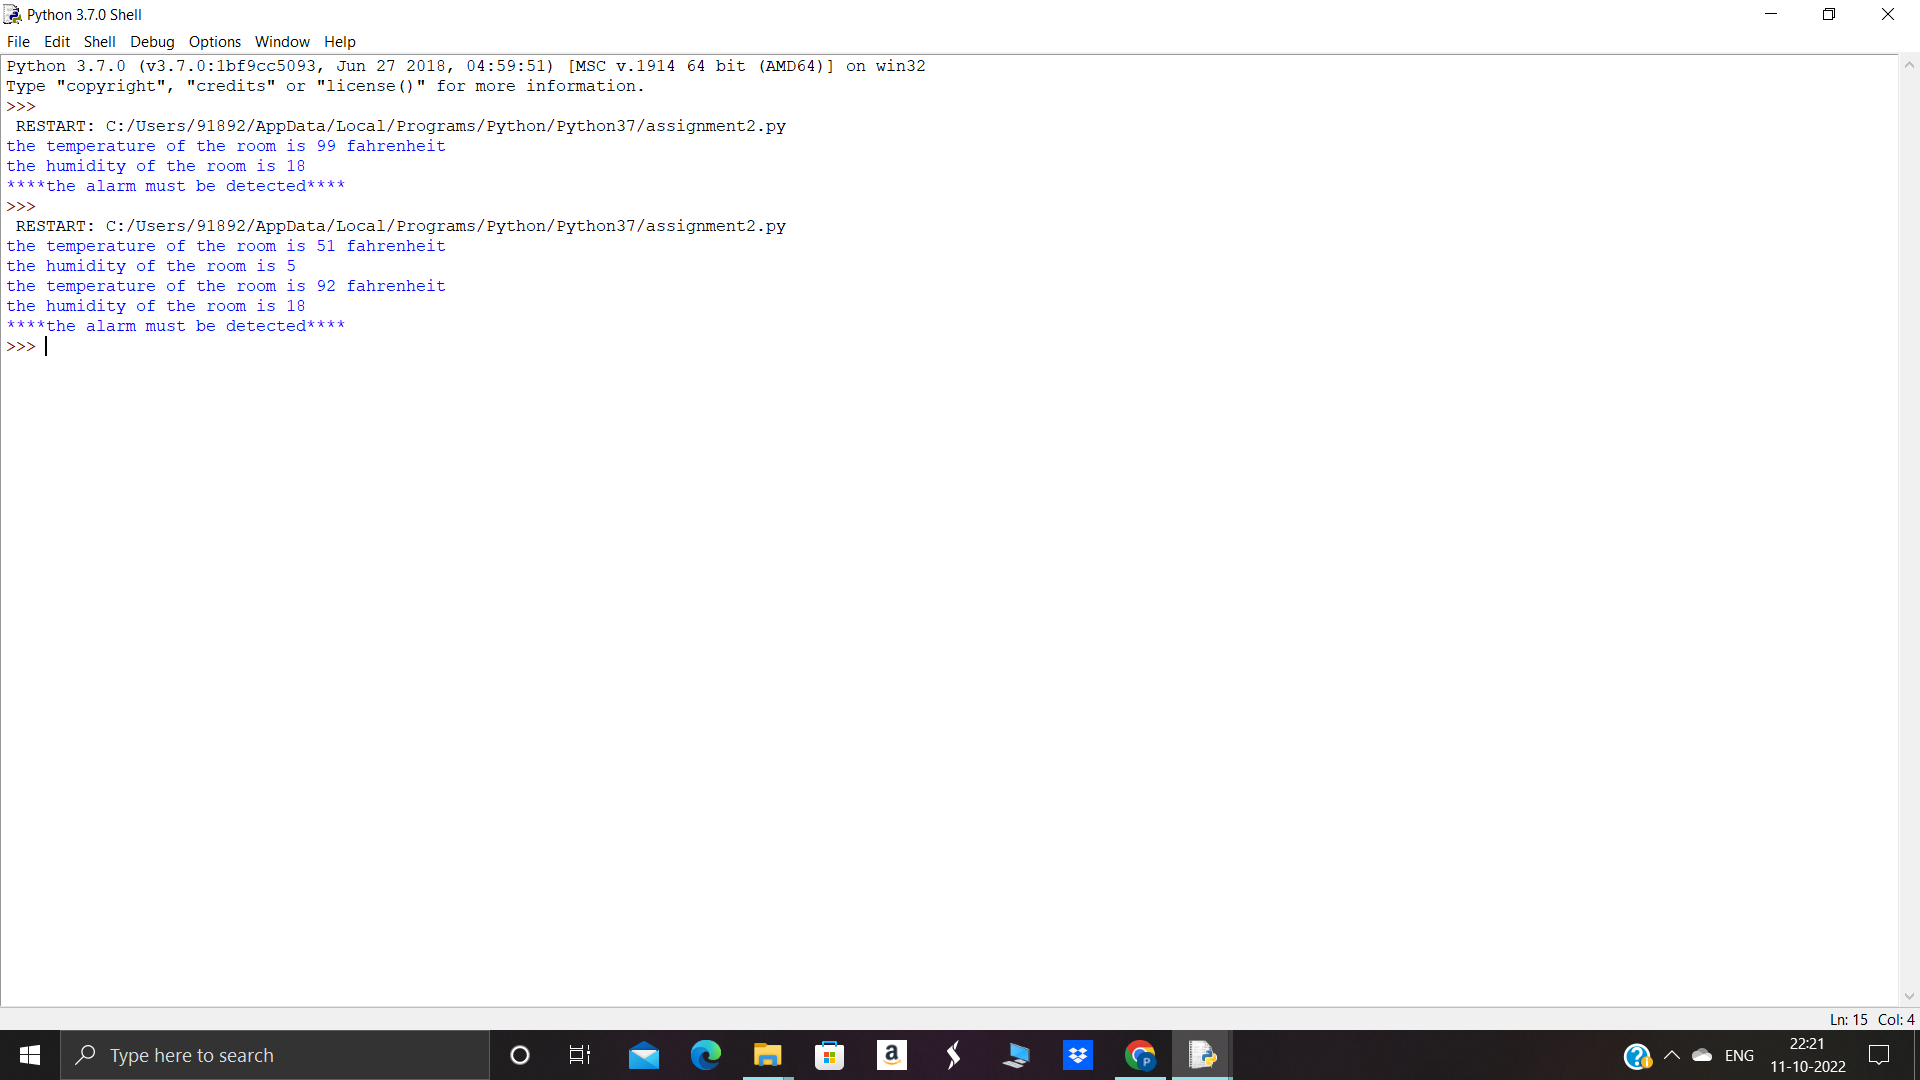 Python 3.7.0 Shell
File Edit Shell Debug Options Window Help
Python 3.7.0 (v3.7.0:1bf9cc5093, Jun 27 2018, 04:59:51) [MSC v.1914 64 bit (AMD64)] on win32
Type "copyright", "credits" or "license()" for more information.
>>>
RESTART: C:/Users/91892/AppData/Local/Programs/Python/Python37/assignment2.py
the temperature of the room is 99 fahrenheit
the humidity of the room is 18
****the alarm must be detected****
>>>
RESTART: C:/Users/91892/AppData/Local/Programs/Python/Python37/assignment2.py
the temperature of the room is 51 fahrenheit
the humidity of the room is 5
the temperature of the room is 92 fahrenheit
the humidity of the room is 18
****the alarm must be detected****
>>>
Ln: 15 Col: 4
Type here to search
ENG
22:21
11-10-2022